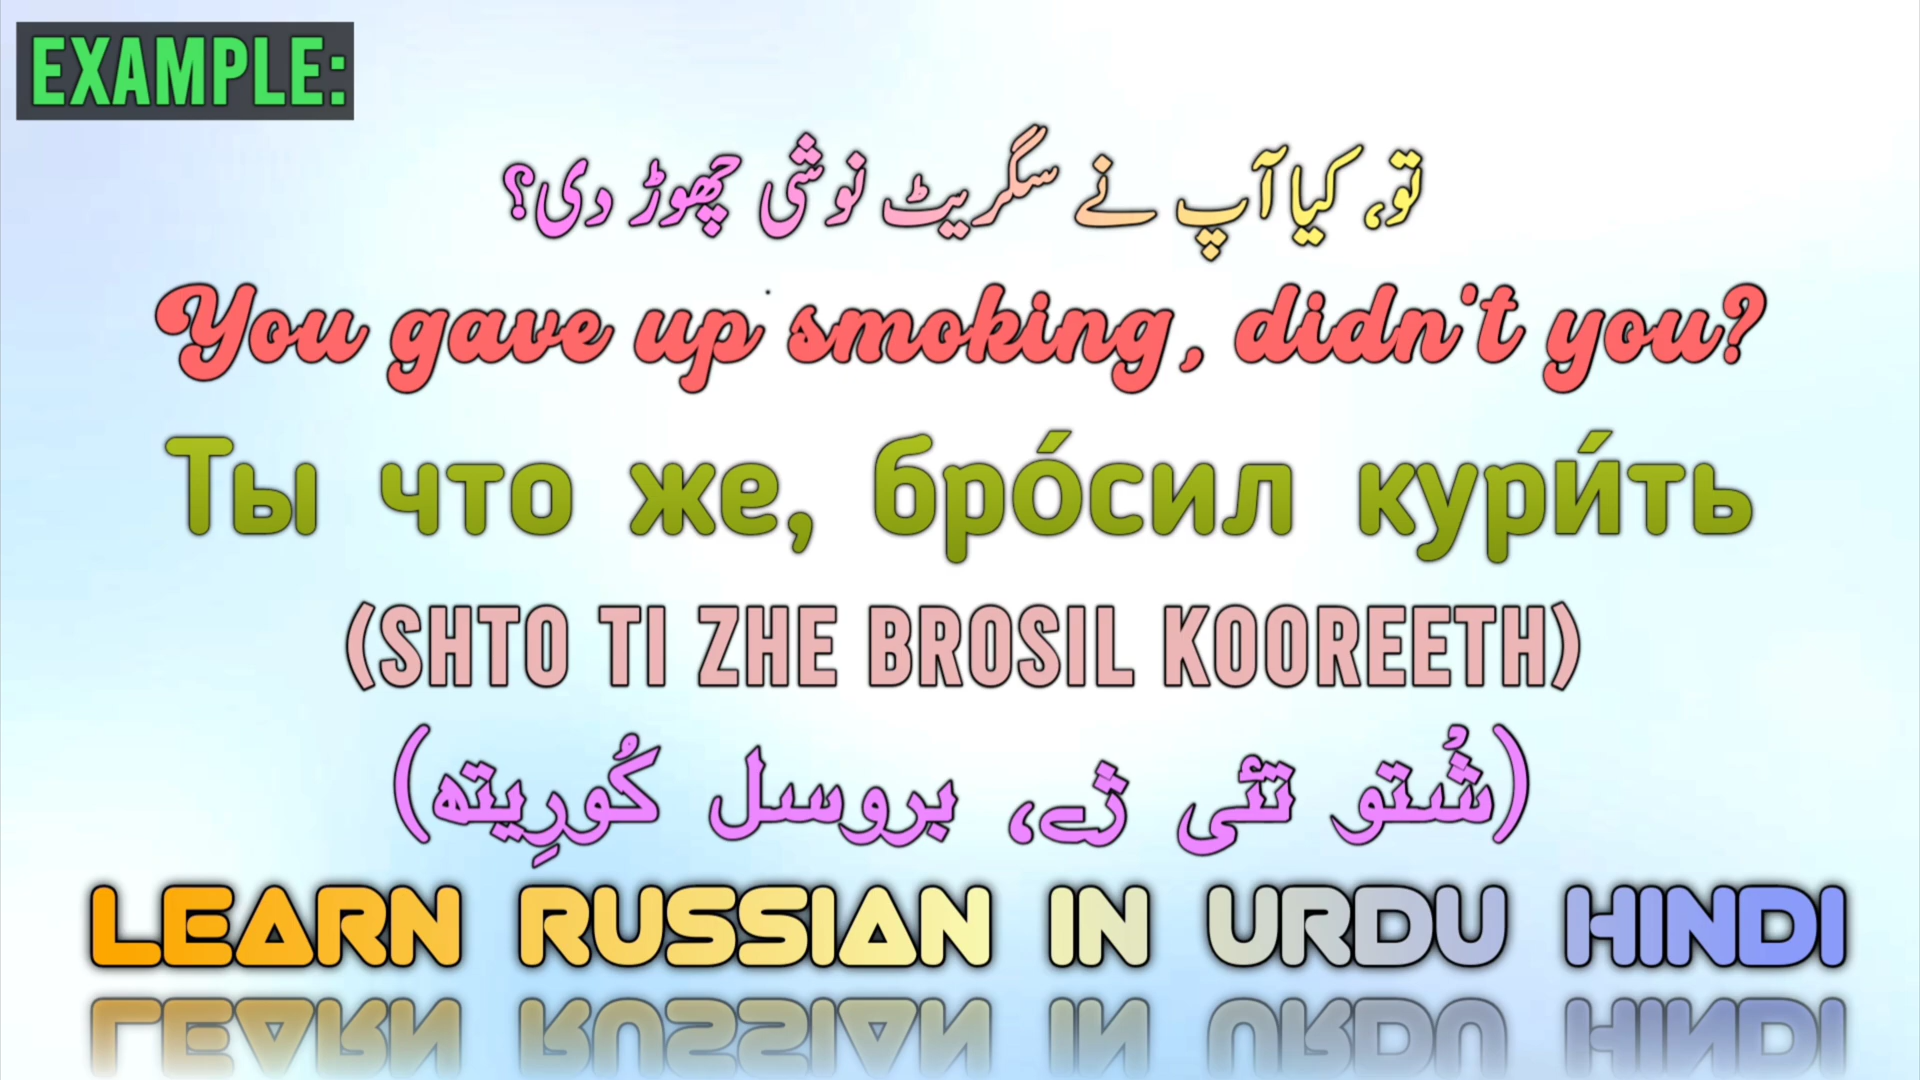 EXAMPLE:
تو، کیا آپ نے سگریٹ نوشی چھوڑ دی؟
You gave up smoking, didn't you?
Ты что же, бро́сил кури́ть
(SHTO TI ZHE BROSIL KOOREETH)
(شُتو تئی ژے، بروسل کُورِیتھ)
LEARN RUSSIAN IN URDU HINDI